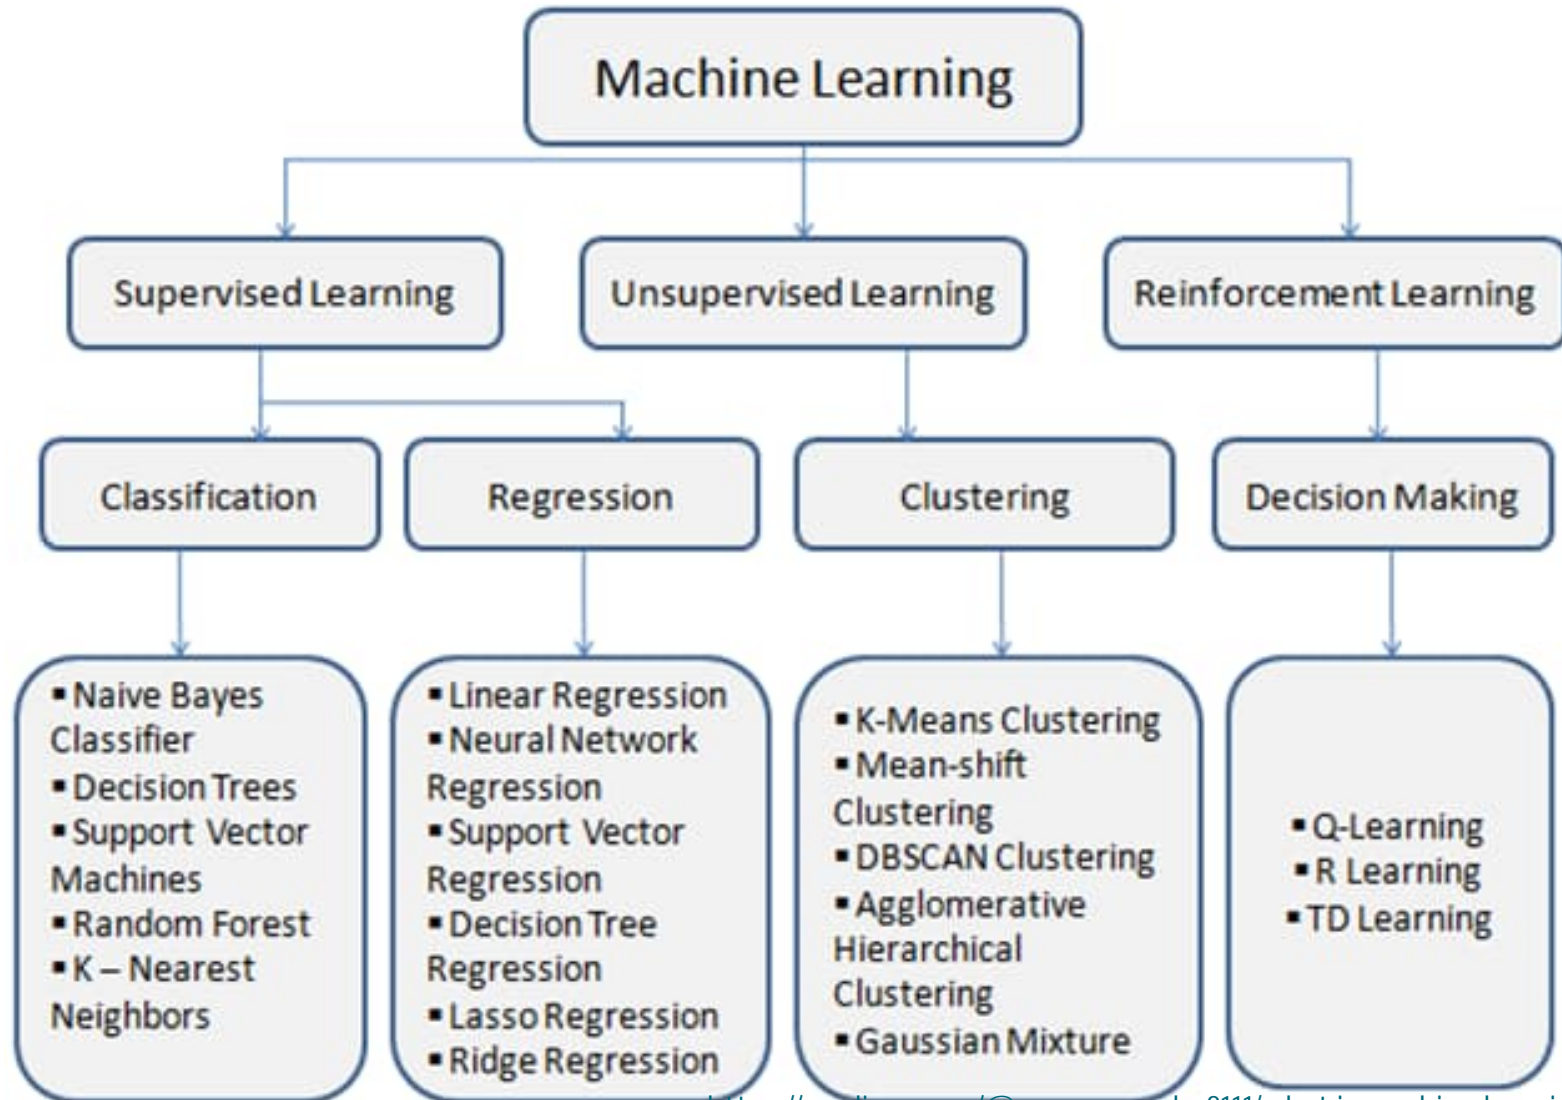 Machine Learning
Supervised Learning
Unsupervised Learning
Reinforcement Learning
Classification
Regression
Clustering
Decision Making
▪ Naive Bayes
Classifier
▪ Decision Trees
▪ Support Vector
Machines
▪ Random Forest
▪ K – Nearest
Neighbors
▪ Linear Regression
▪ Neural Network
Regression
▪ Support Vector
Regression
▪ Decision Tree
Regression
▪ Lasso Regression
▪ Ridge Regression
▪ K-Means Clustering
▪ Mean-shift
Clustering
▪ DBSCAN Clustering
▪ Agglomerative
Hierarchical
Clustering
▪ Gaussian Mixture
▪ Q-Learning
▪ R Learning
▪ TD Learning